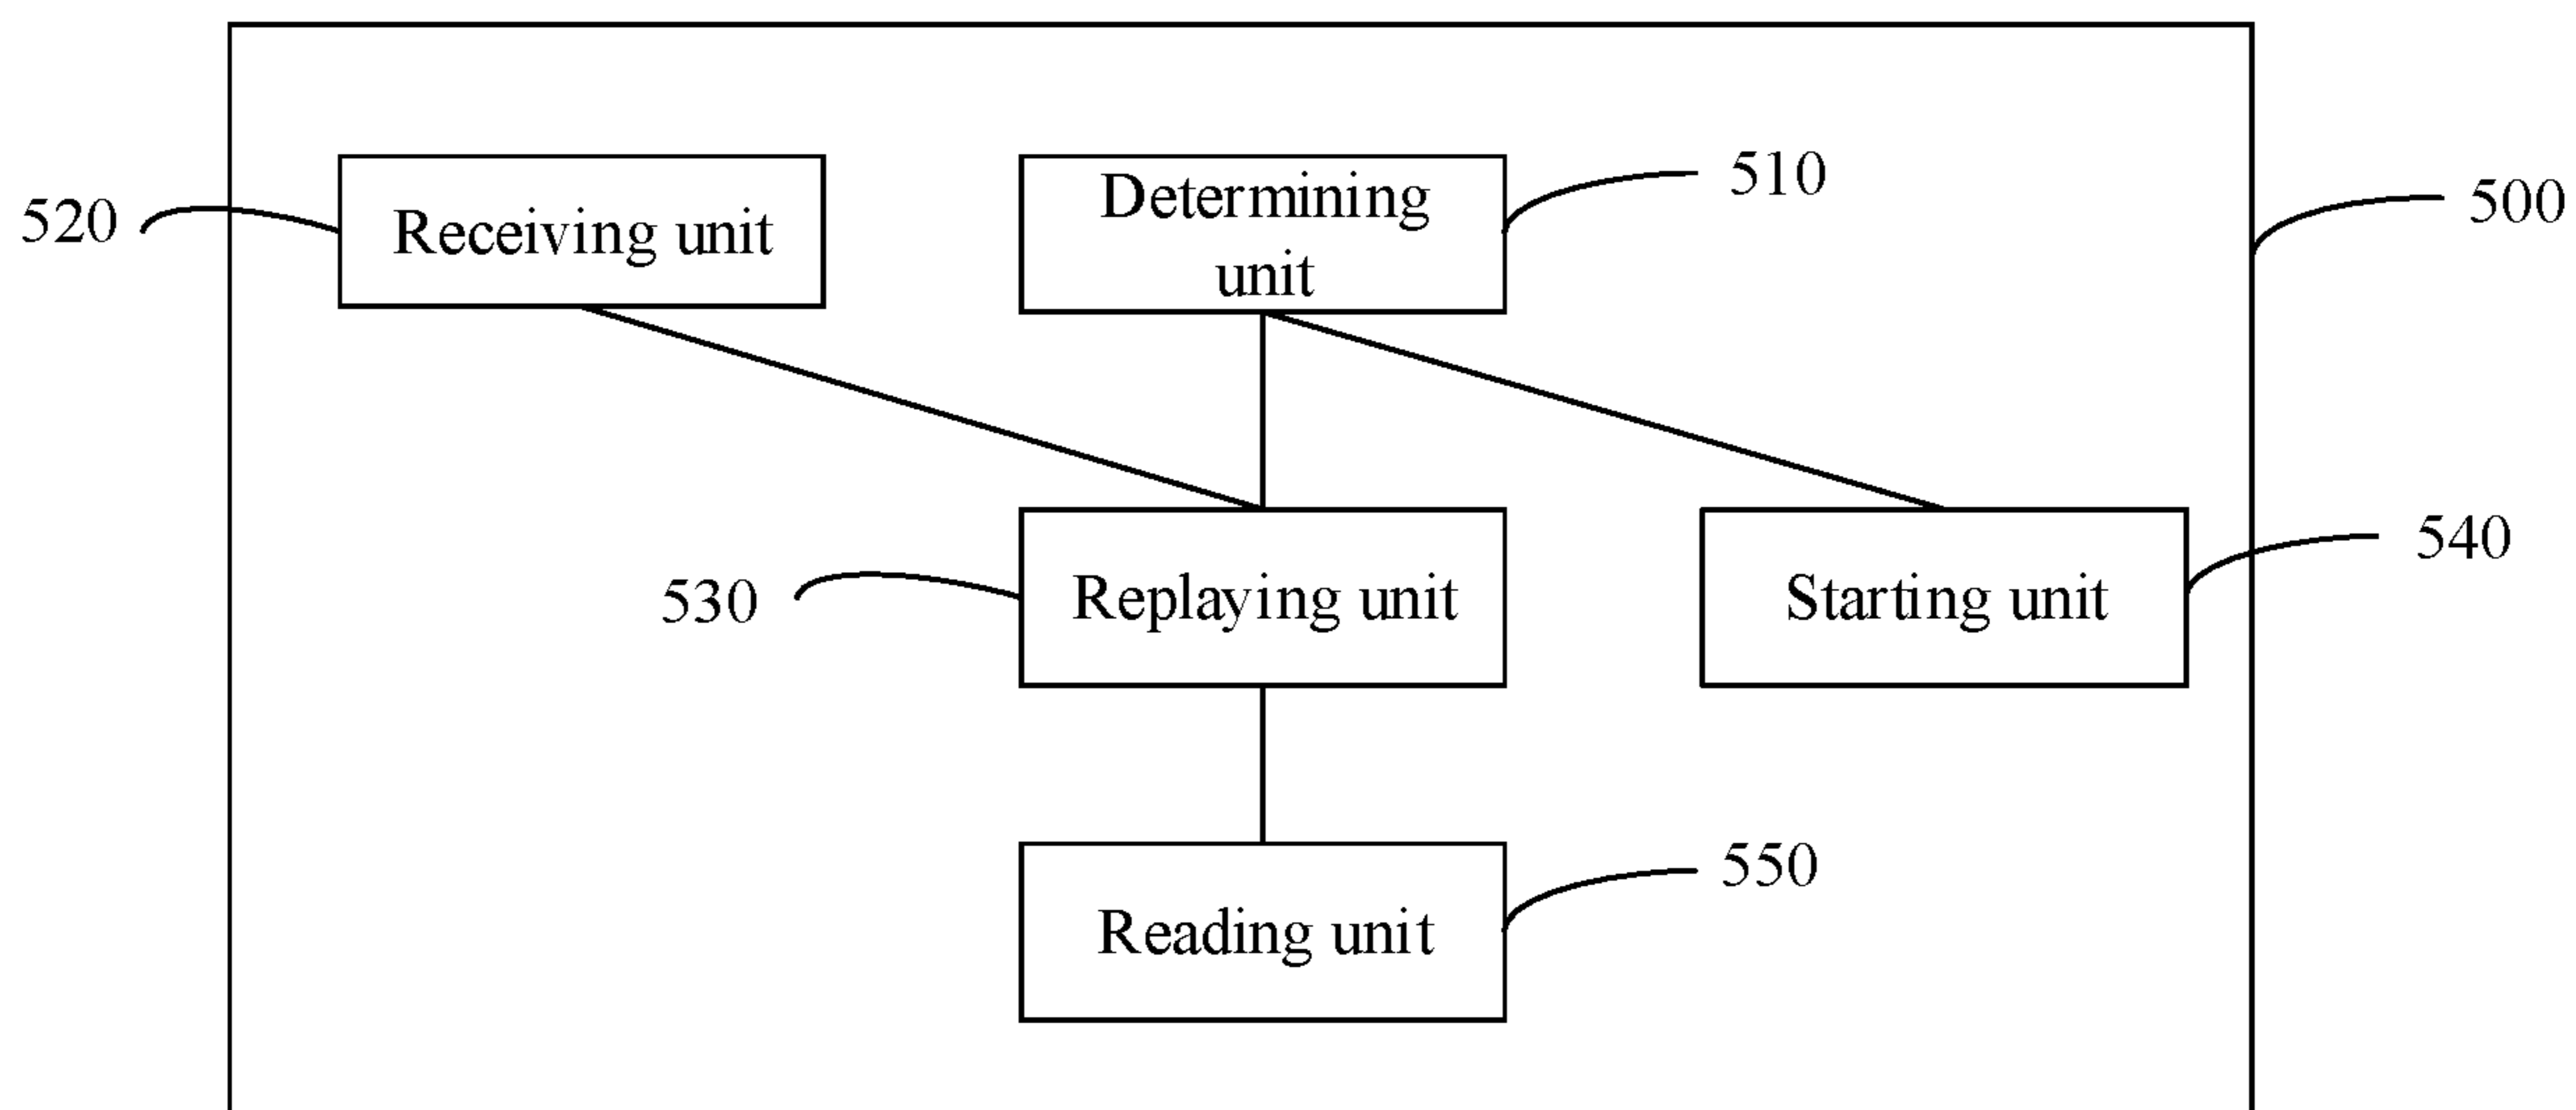 520
Receiving unit
Determining
unit
510
500
530
Replaying unit
Starting unit
540
Reading unit
550